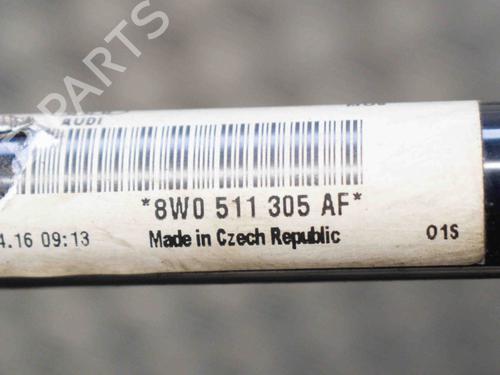 PARTS
AUDI
*8W0 511 305 AF*
4.16 09:13 Made in Czech Republic 01S